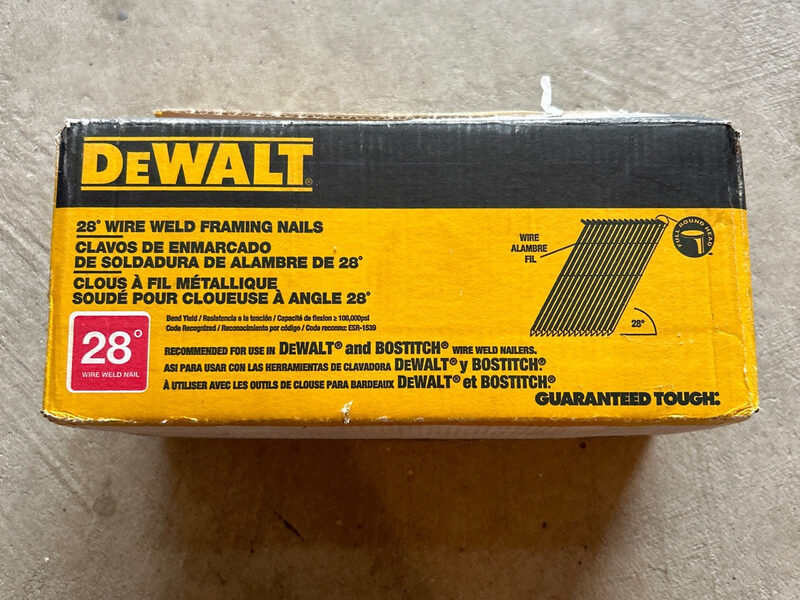 DEWALT®
28° WIRE WELD FRAMING NAILS
CLAVOS DE ENMARCADO
DE SOLDADURA DE ALAMBRE DE 28°
CLOUS À FIL MÉTALLIQUE
SOUDÉ POUR CLOUEUSE À ANGLE 28°
Bend Yield / Resistencia a la tención / Capacité de flexion ≥ 100,000psi
Code Recognized / Reconocimiento por código / Code reconnu: ESR-1539
28°
WIRE WELD NAIL
RECOMMENDED FOR USE IN DEWALT® and BOSTITCH® WIRE WELD NAILERS.
ASI PARA USAR CON LAS HERRAMIENTAS DE CLAVADORA DEWALT® y BOSTITCH®.
À UTILISER AVEC LES OUTILS DE CLOUSE PARA BARDEAUX DEWALT® et BOSTITCH®.
GUARANTEED TOUGH®.
WIRE
ALAMBRE
FIL
FULL ROUND HEAD
28°